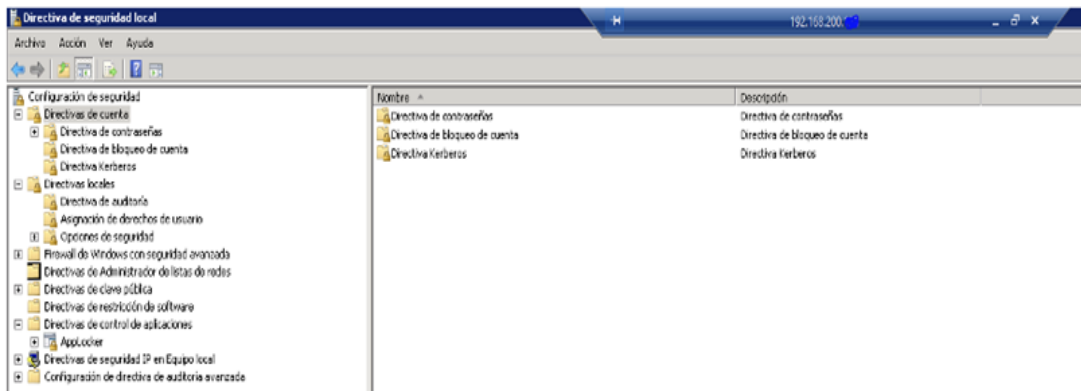 Directiva de seguridad local
192.168.200.
Archivo Acción Ver Ayuda
Configuración de seguridad
Directivas de cuenta
Directiva de contraseñas
Directiva de bloqueo de cuenta
Directiva Kerberos
Directivas locales
Directiva de auditoría
Asignación de derechos de usuario
Opciones de seguridad
Firewall de Windows con seguridad avanzada
Directivas de Administrador de listas de redes
Directivas de clave pública
Directivas de restricción de software
Directivas de control de aplicaciones
AppLocker
Directivas de seguridad IP en Equipo local
Configuración de directiva de auditoría avanzada
Nombre Descripción
Directiva de contraseñas Directiva de contraseñas
Directiva de bloqueo de cuenta Directiva de bloqueo de cuenta
Directiva Kerberos Directiva Kerberos